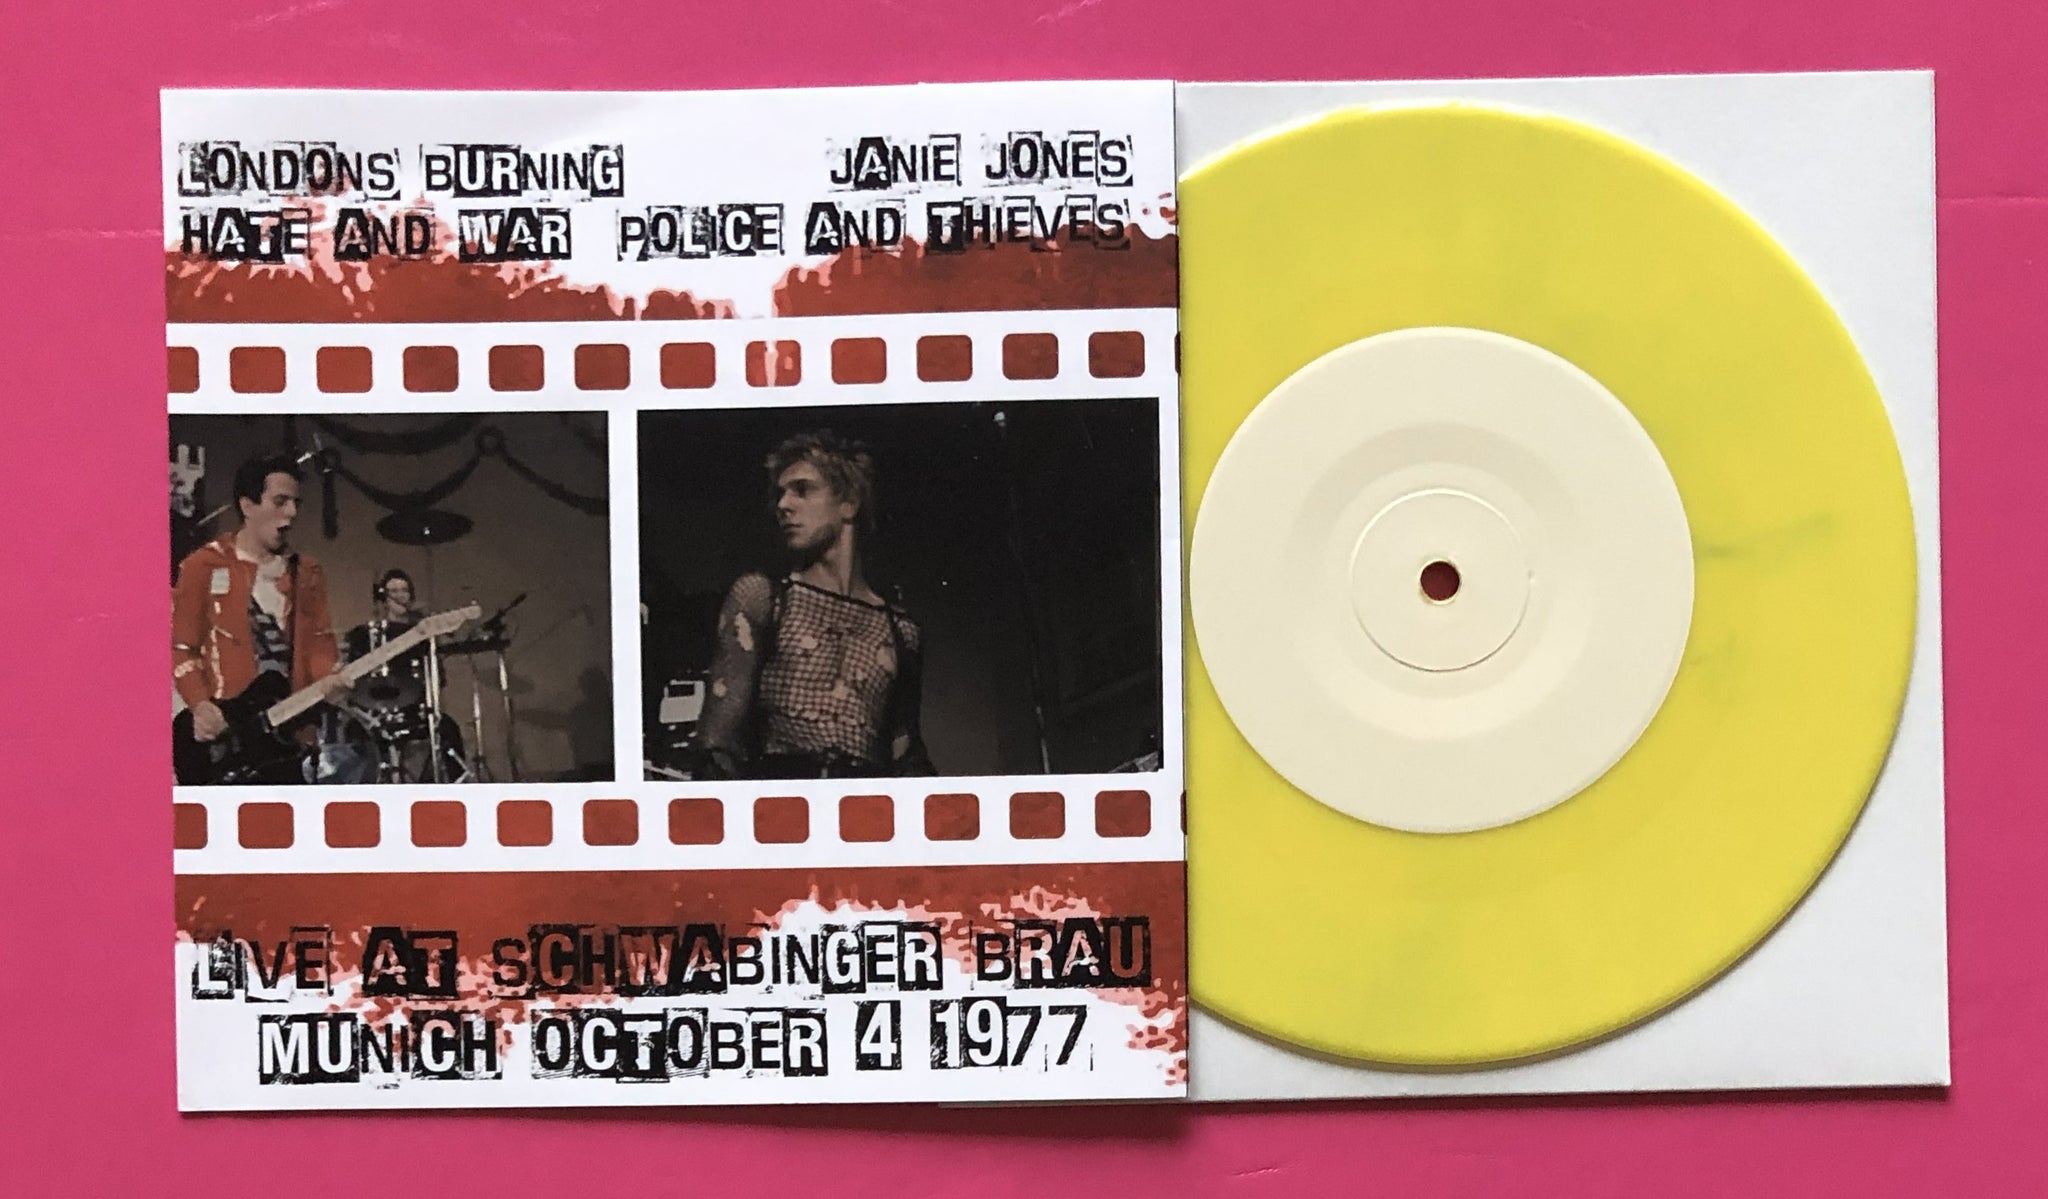 LONDONS BURNING JANIE JONES
HATE AND WAR POLICE AND THIEVES
LIVE AT SCHWABINGER BRAU
MUNICH OCTOBER 4 1977